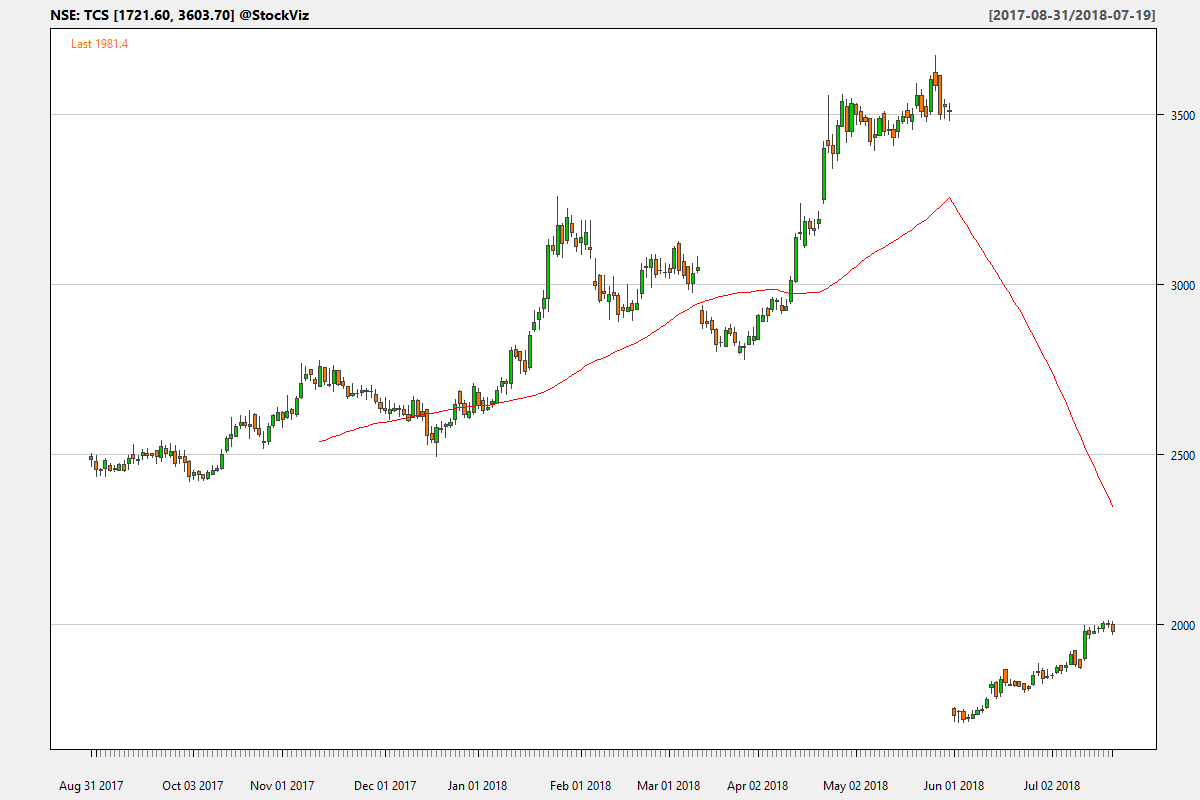 NSE: TCS [1721.60, 3603.70] @StockViz [2017-08-31/2018-07-19]
Last 1981.4
3500
3000
2500
2000
Aug 31 2017 Oct 03 2017 Nov 01 2017 Dec 01 2017 Jan 01 2018 Feb 01 2018 Mar 01 2018 Apr 02 2018 May 02 2018 Jun 01 2018 Jul 02 2018